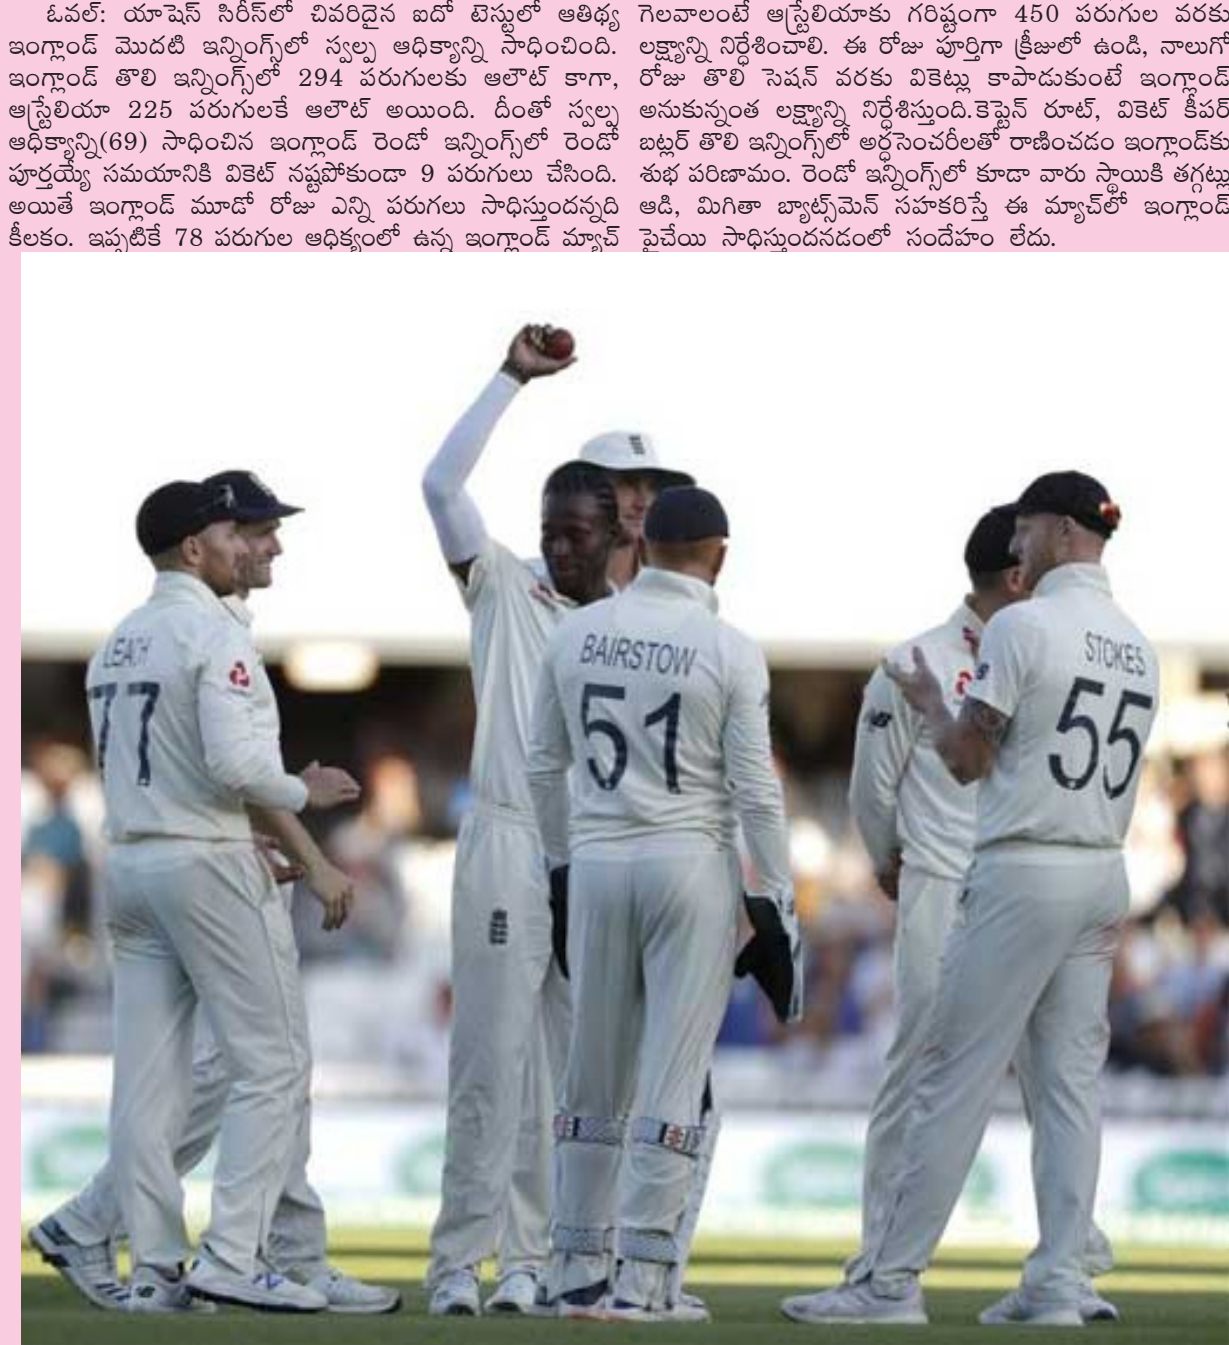 ఓవల్: యాషెస్ సిరీస్‌లో చివరిదైన ఐదో టెస్టులో ఆతిథ్య
ఇంగ్లాండ్ మొదటి ఇన్నింగ్స్‌లో స్వల్ప ఆధిక్యాన్ని సాధించింది.
ఇంగ్లాండ్ తొలి ఇన్నింగ్స్‌లో 294 పరుగులకు ఆలౌట్ కాగా,
ఆస్ట్రేలియా 225 పరుగులకే ఆలౌట్ అయింది. దీంతో స్వల్ప
ఆధిక్యాన్ని(69) సాధించిన ఇంగ్లాండ్ రెండో ఇన్నింగ్స్‌లో రెండో
పూర్తయ్యే సమయానికి వికెట్ నష్టపోకుండా 9 పరుగులు చేసింది.
అయితే ఇంగ్లాండ్ మూడో రోజు ఎన్ని పరుగలు సాధిస్తుందన్నది
కీలకం. ఇప్పటికే 78 పరుగుల ఆధిక్యంలో ఉన్న ఇంగ్లాండ్ మ్యాచ్
గెలవాలంటే ఆస్ట్రేలియాకు గరిష్టంగా 450 పరుగుల వరకు
లక్ష్యాన్ని నిర్దేశించాలి. ఈ రోజు పూర్తిగా క్రీజులో ఉండి, నాలుగో
రోజు తొలి సెషన్ వరకు వికెట్లు కాపాడుకుంటే ఇంగ్లాండ్
అనుకున్నంత లక్ష్యాన్ని నిర్దేశిస్తుంది.కెప్టెన్ రూట్, వికెట్ కీపర్
బట్లర్ తొలి ఇన్నింగ్స్‌లో అర్ధసెంచరీలతో రాణించడం ఇంగ్లాండ్‌కు
శుభ పరిణామం. రెండో ఇన్నింగ్స్‌లో కూడా వారు స్థాయికి తగ్గట్లు
ఆడి, మిగితా బ్యాట్స్‌మెన్ సహకరిస్తే ఈ మ్యాచ్‌లో ఇంగ్లాండ్
పైచేయి సాధిస్తుందనడంలో సందేహం లేదు.
LEACH
77
BAIRSTOW
51
STOKES
55